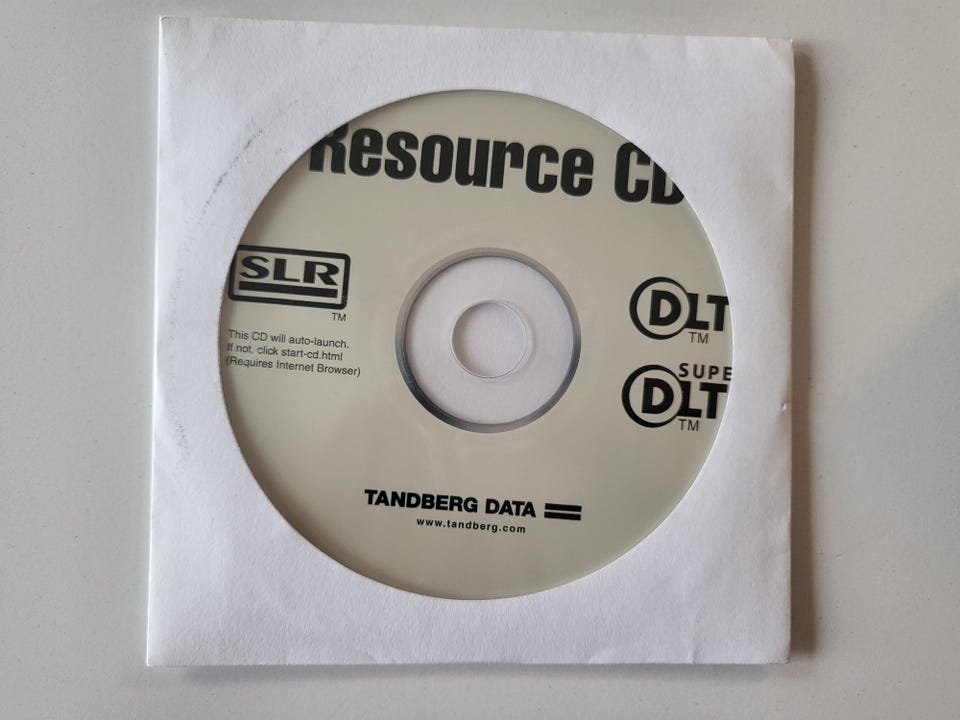 Resource CD
SLR
TM
This CD will auto-launch.
If not, click start-cd.html
(Requires Internet Browser)
DLT
TM
SUPE
DLT
TM
TANDBERG DATA
www.tandberg.com